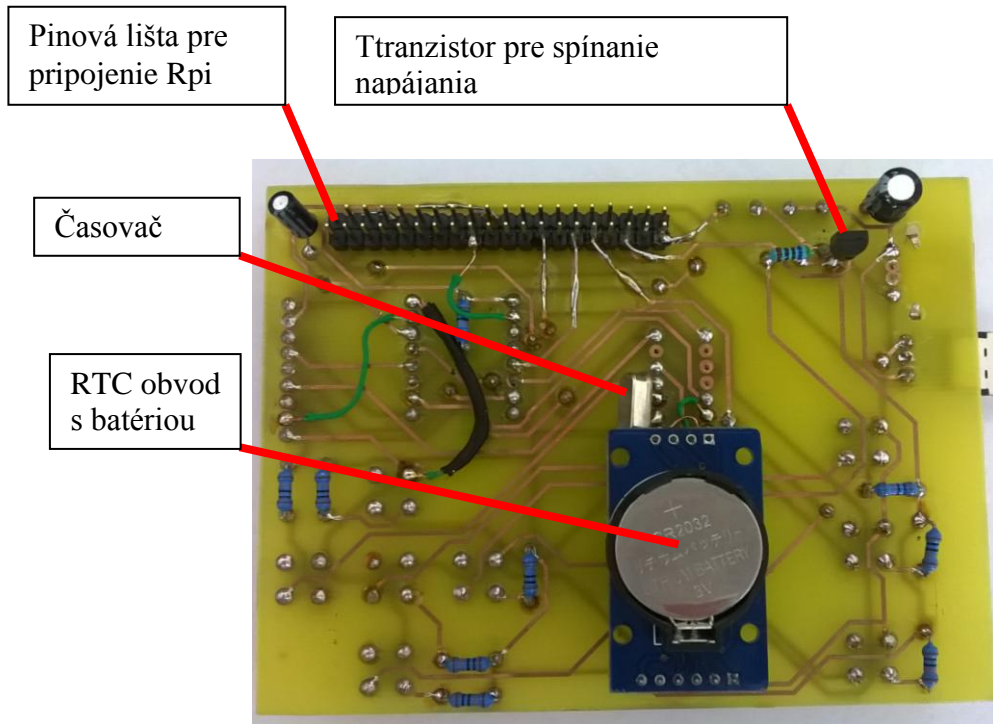 Pinová lišta pre
pripojenie Rpi
Ttranzistor pre spínanie
napájania
Časovač
RTC obvod
s batériou
+
CR2032
BATTERY
3V